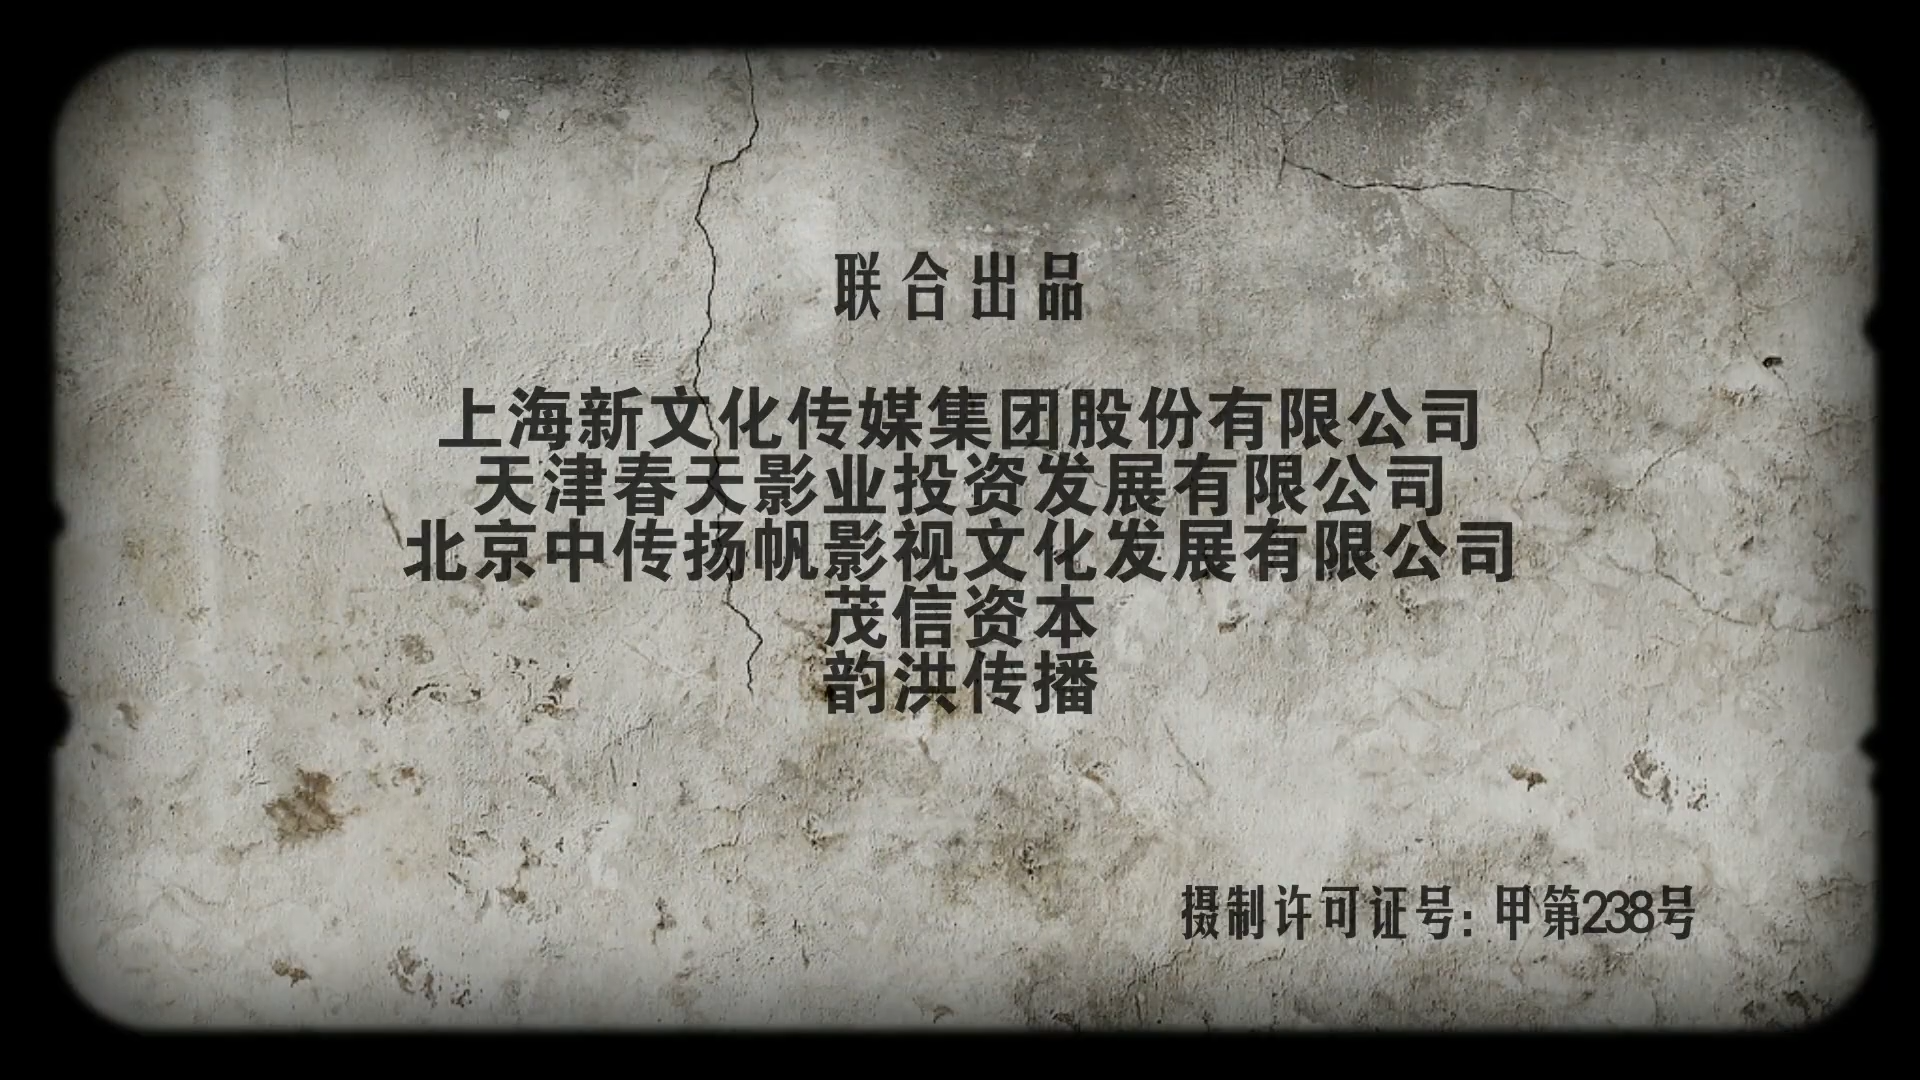 联合出品
上海新文化传媒集团股份有限公司
天津春天影业投资发展有限公司
北京中传扬帆影视文化发展有限公司
茂信资本
韵洪传播
摄制许可证号：甲第238号